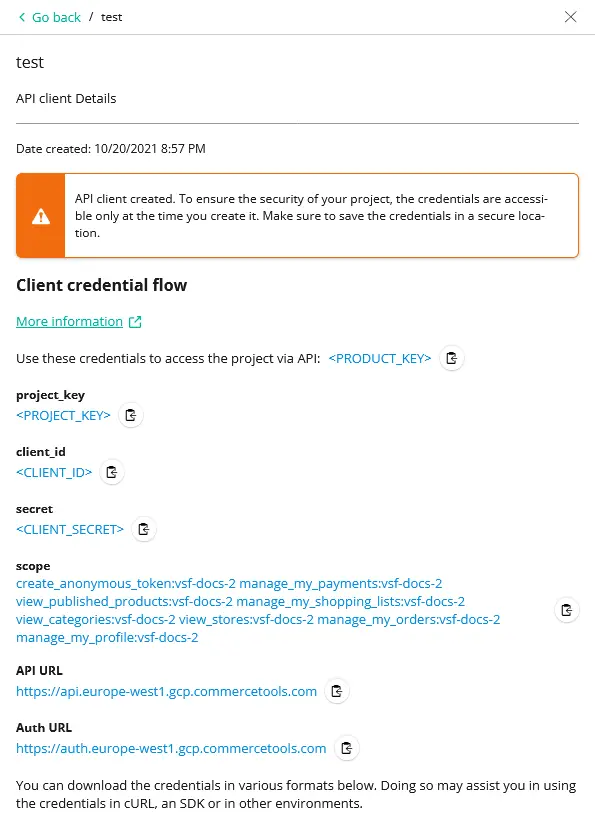 Go back / test
test
API client Details
Date created: 10/20/2021 8:57 PM
API client created. To ensure the security of your project, the credentials are accessi-
ble only at the time you create it. Make sure to save the credentials in a secure loca-
tion.
Client credential flow
More information
Use these credentials to access the project via API: <PRODUCT_KEY>
project_key
<PROJECT_KEY>
client_id
<CLIENT_ID>
secret
<CLIENT_SECRET>
scope
create_anonymous_token:vsf-docs-2 manage_my_payments:vsf-docs-2
view_published_products:vsf-docs-2 manage_my_shopping_lists:vsf-docs-2
view_categories:vsf-docs-2 view_stores:vsf-docs-2 manage_my_orders:vsf-docs-2
manage_my_profile:vsf-docs-2
API URL
https://api.europe-west1.gcp.commercetools.com
Auth URL
https://auth.europe-west1.gcp.commercetools.com
You can download the credentials in various formats below. Doing so may assist you in using
the credentials in cURL, an SDK or in other environments.